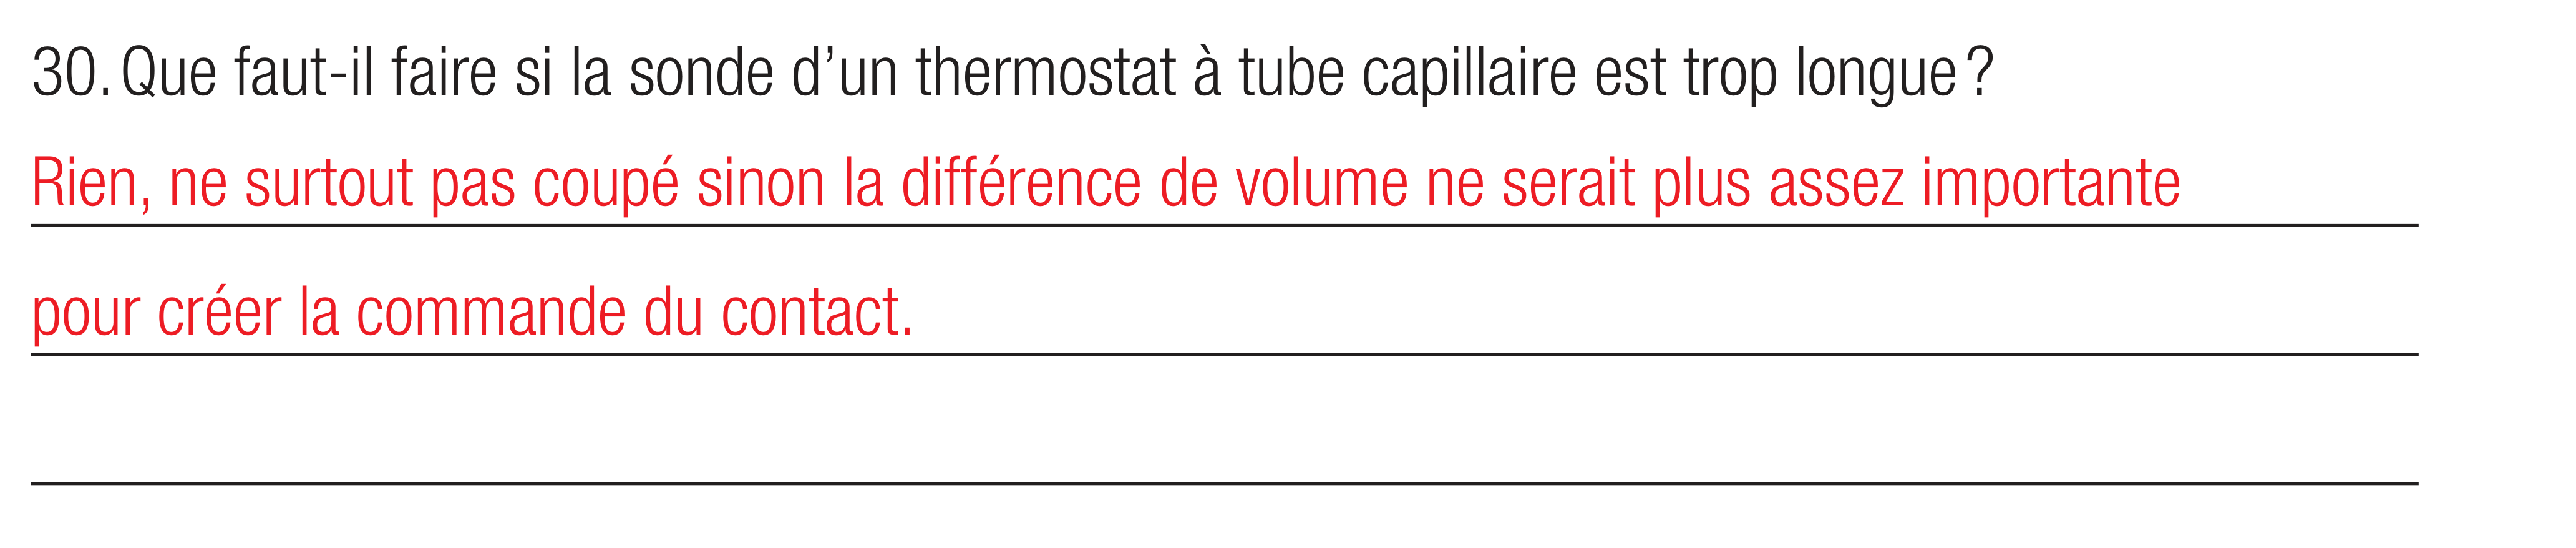 30. Que faut-il faire si la sonde d’un thermostat à tube capillaire est trop longue ?
Rien, ne surtout pas coupé sinon la différence de volume ne serait plus assez importante
pour créer la commande du contact.